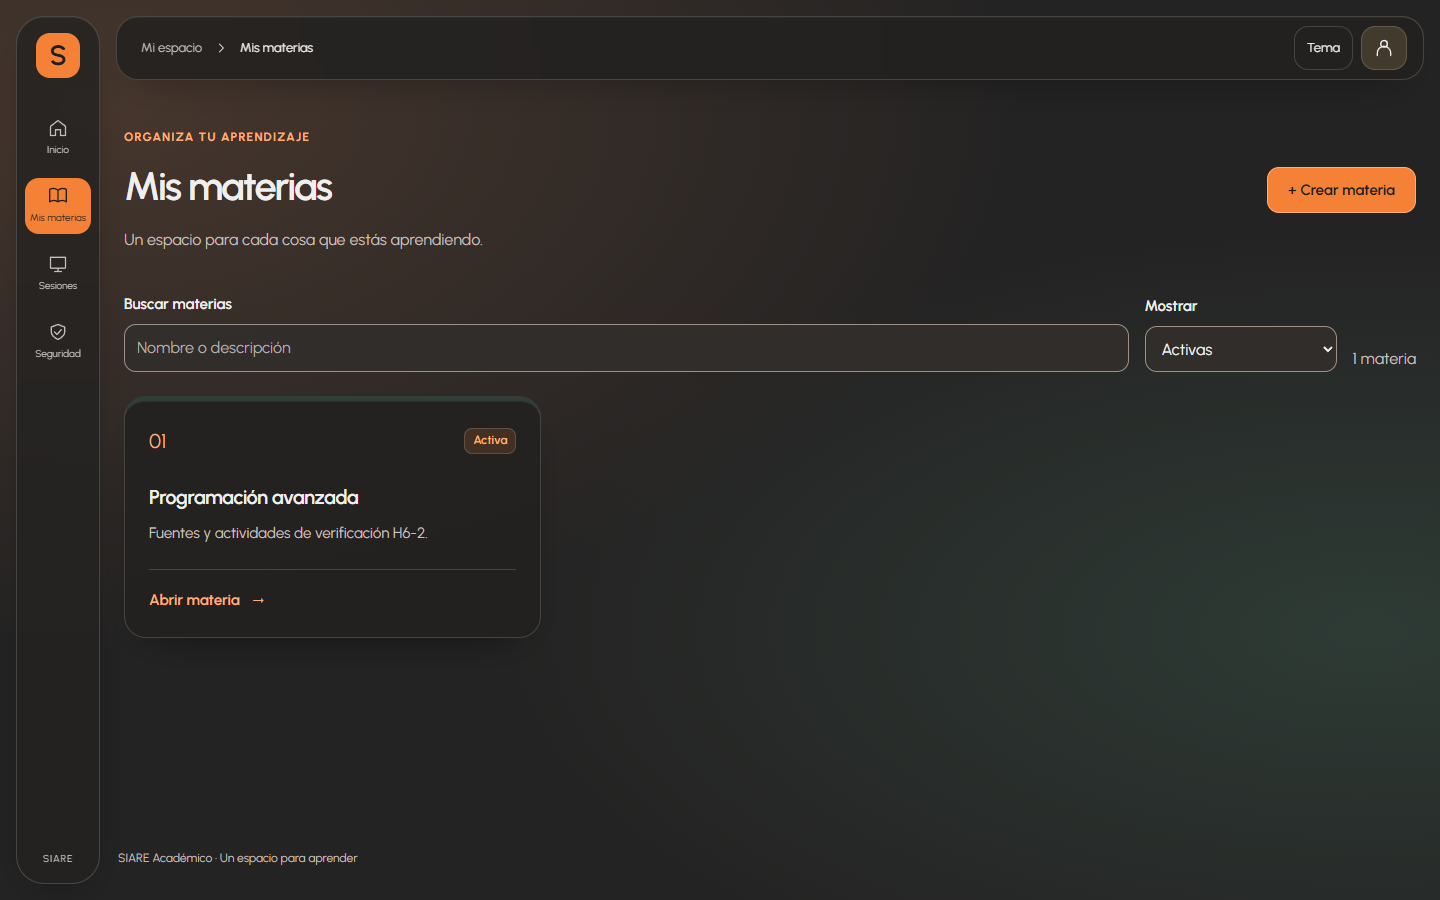 S
Mi espacio > Mis materias
Tema
Inicio
Mis materias
Sesiones
Seguridad
SIARE
ORGANIZA TU APRENDIZAJE
Mis materias
+ Crear materia
Un espacio para cada cosa que estás aprendiendo.
Buscar materias
Nombre o descripción
Mostrar
Activas
1 materia
01
Activa
Programación avanzada
Fuentes y actividades de verificación H6-2.
Abrir materia →
SIARE Académico · Un espacio para aprender